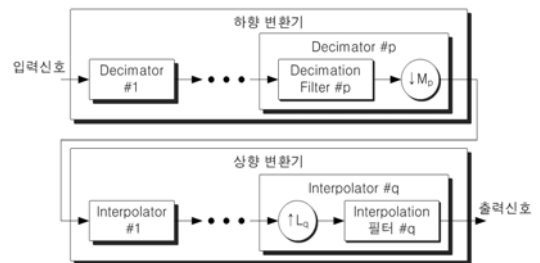 하향 변환기
Decimator #p
입력신호
Decimator
#1
Decimation
Filter #p
↓Mp
상향 변환기
Interpolator #q
Interpolator
#1
↑Lq
Interpolation
필터 #q
출력신호